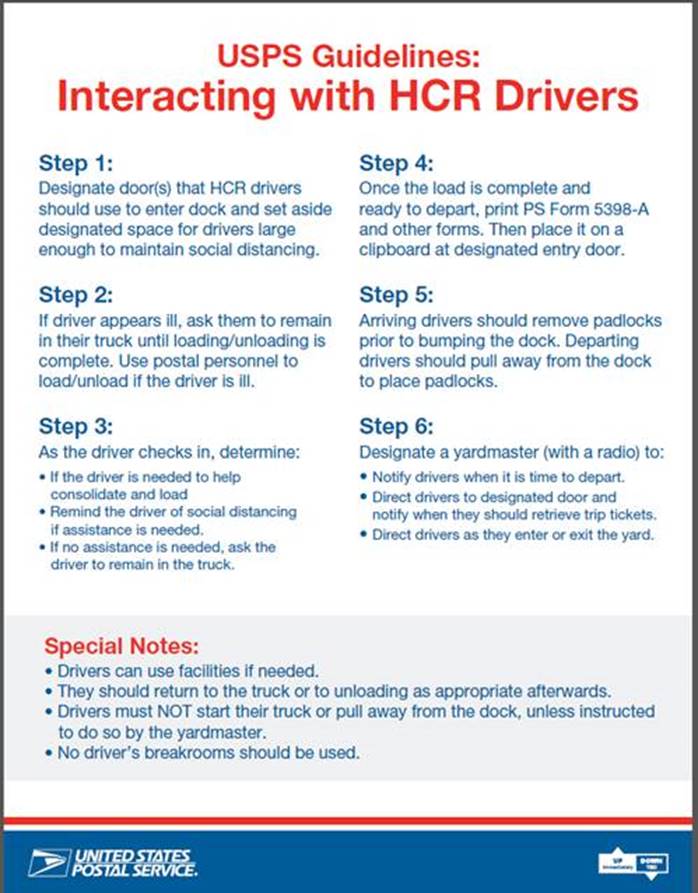 USPS Guidelines:
Interacting with HCR Drivers
Step 1:
Designate door(s) that HCR drivers
should use to enter dock and set aside
designated space for drivers large
enough to maintain social distancing.
Step 2:
If driver appears ill, ask them to remain
in their truck until loading/unloading is
complete. Use postal personnel to
load/unload if the driver is ill.
Step 3:
As the driver checks in, determine:
• If the driver is needed to help
consolidate and load
• Remind the driver of social distancing
if assistance is needed.
• If no assistance is needed, ask the
driver to remain in the truck.
Step 4:
Once the load is complete and
ready to depart, print PS Form 5398-A
and other forms. Then place it on a
clipboard at designated entry door.
Step 5:
Arriving drivers should remove padlocks
prior to bumping the dock. Departing
drivers should pull away from the dock
to place padlocks.
Step 6:
Designate a yardmaster (with a radio) to:
• Notify drivers when it is time to depart.
• Direct drivers to designated door and
notify when they should retrieve trip tickets.
• Direct drivers as they enter or exit the yard.
Special Notes:
• Drivers can use facilities if needed.
• They should return to the truck or to unloading as appropriate afterwards.
• Drivers must NOT start their truck or pull away from the dock, unless instructed
to do so by the yardmaster.
• No driver's breakrooms should be used.
UNITED STATES
POSTAL SERVICE.
UP
DOWN